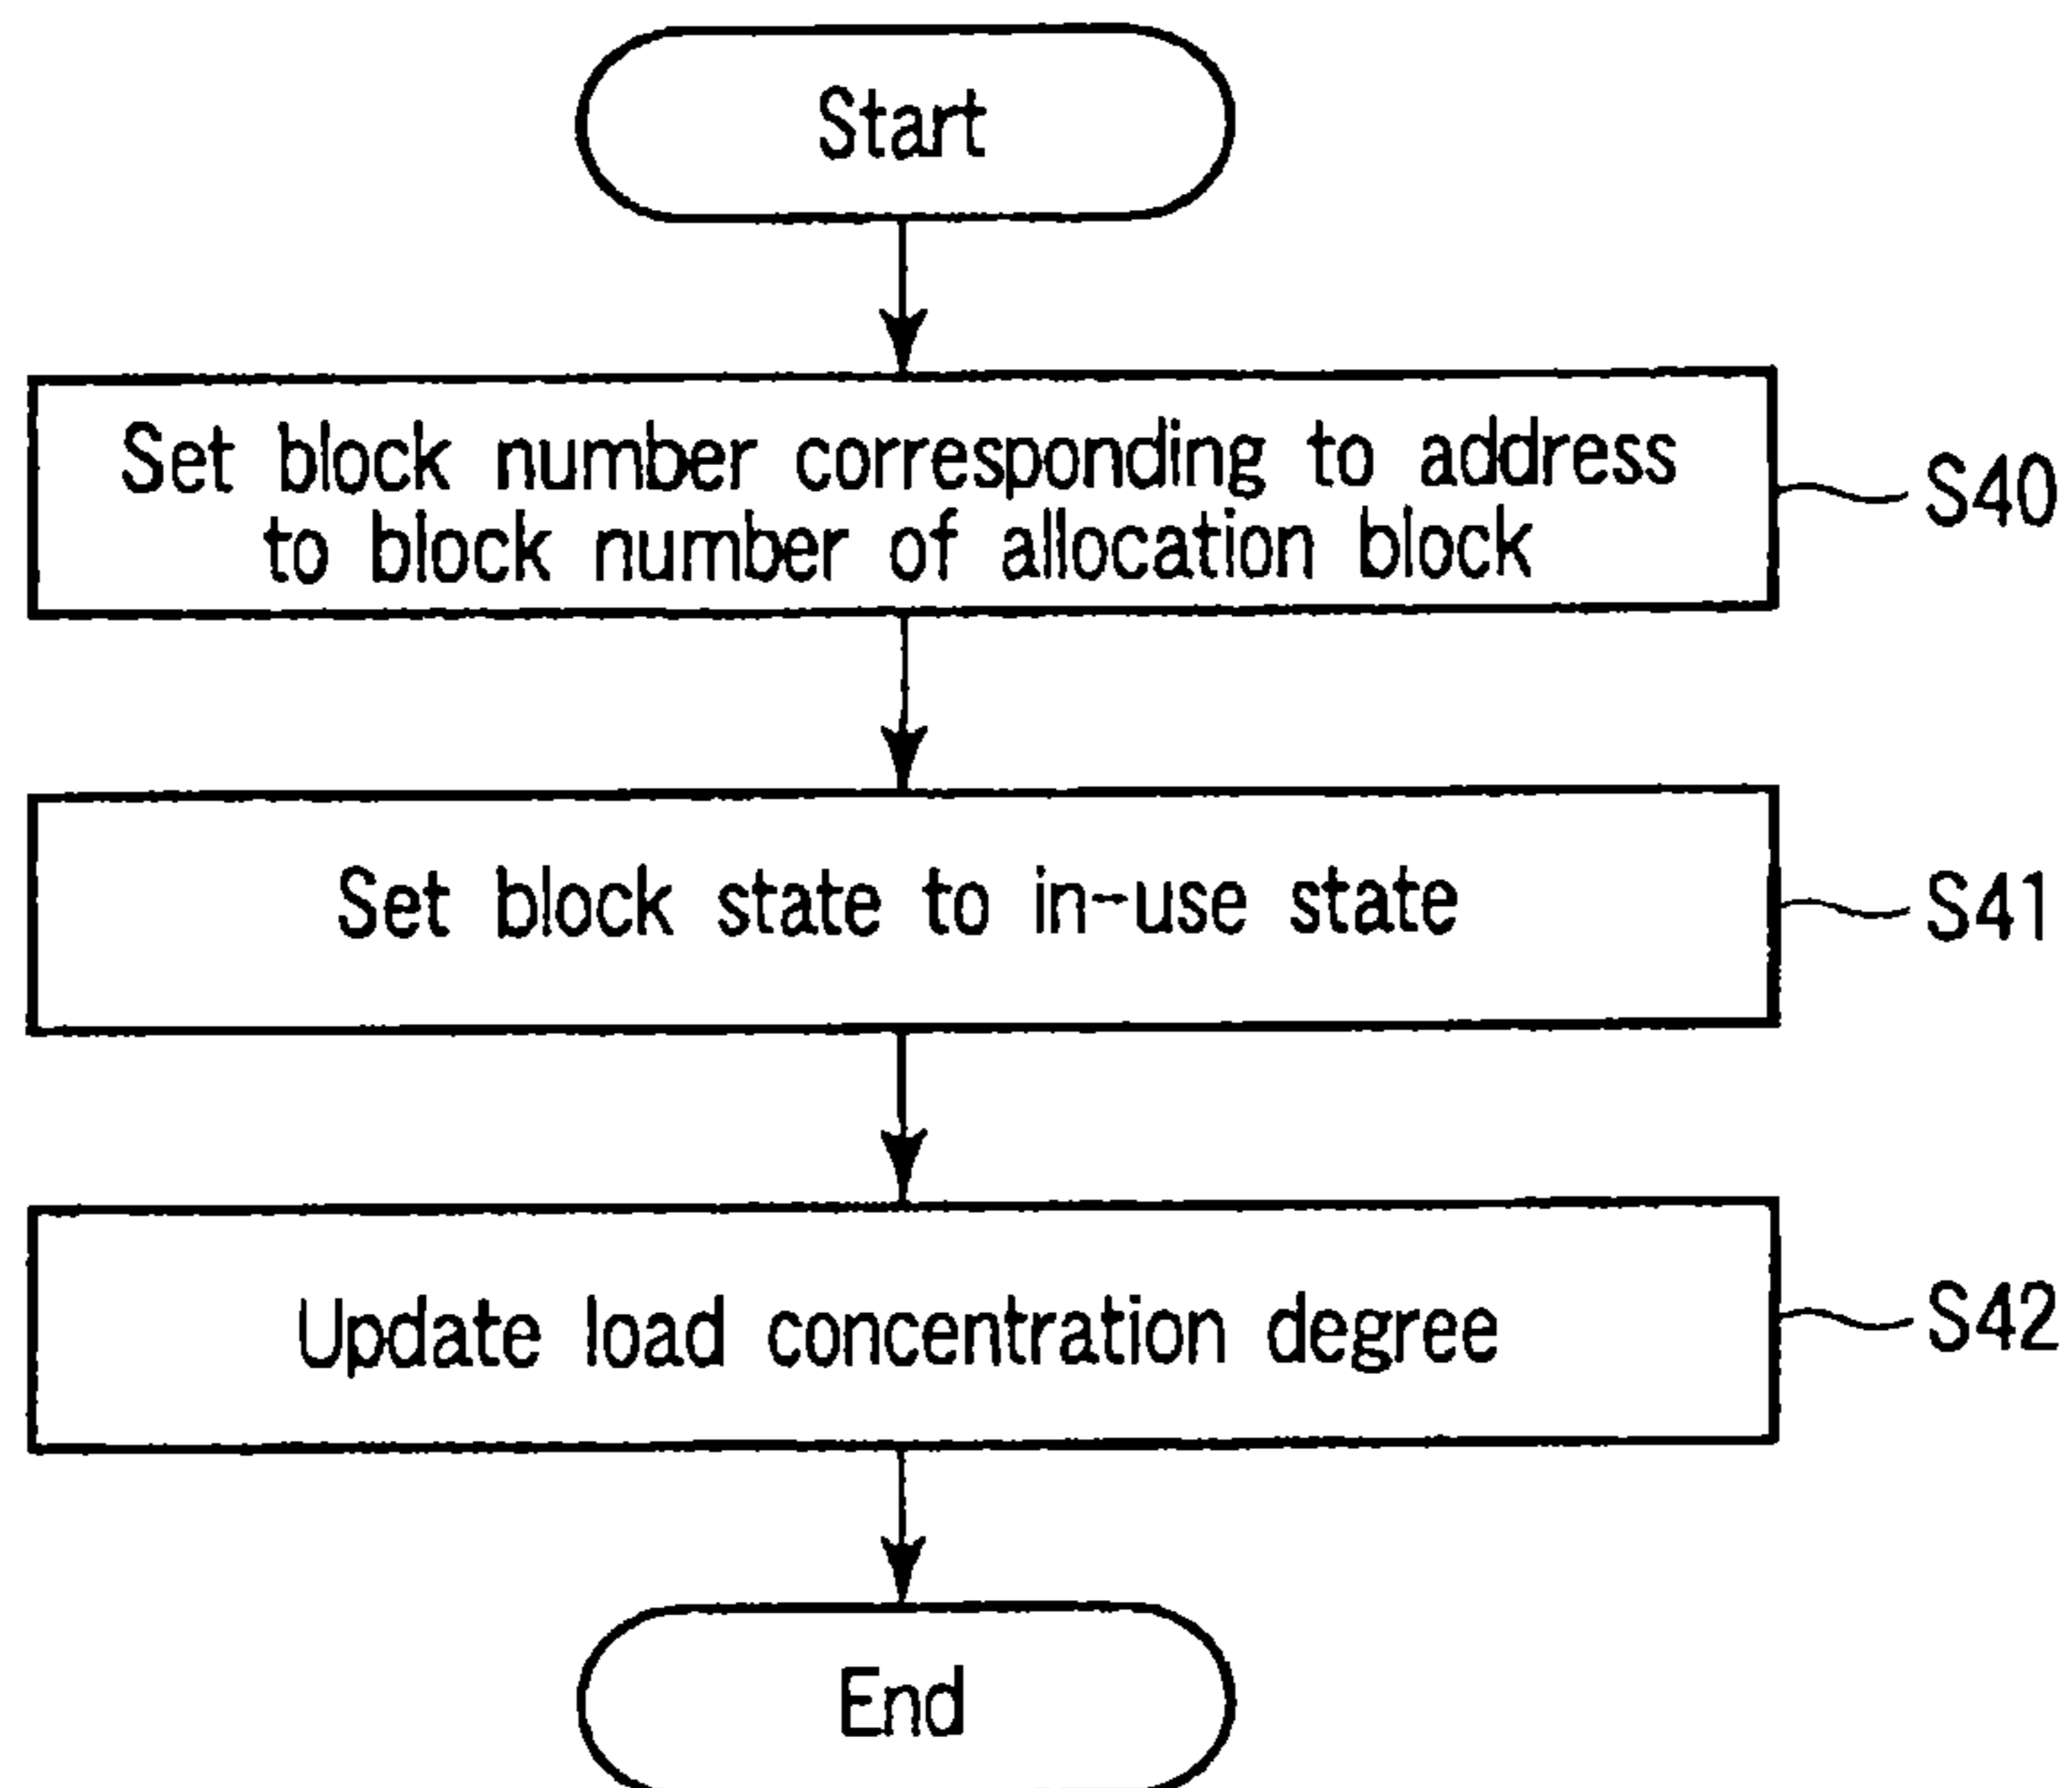 Start
Set block number corresponding to address
to block number of allocation block
S40
Set block state to in-use state
S41
Update load concentration degree
S42
End